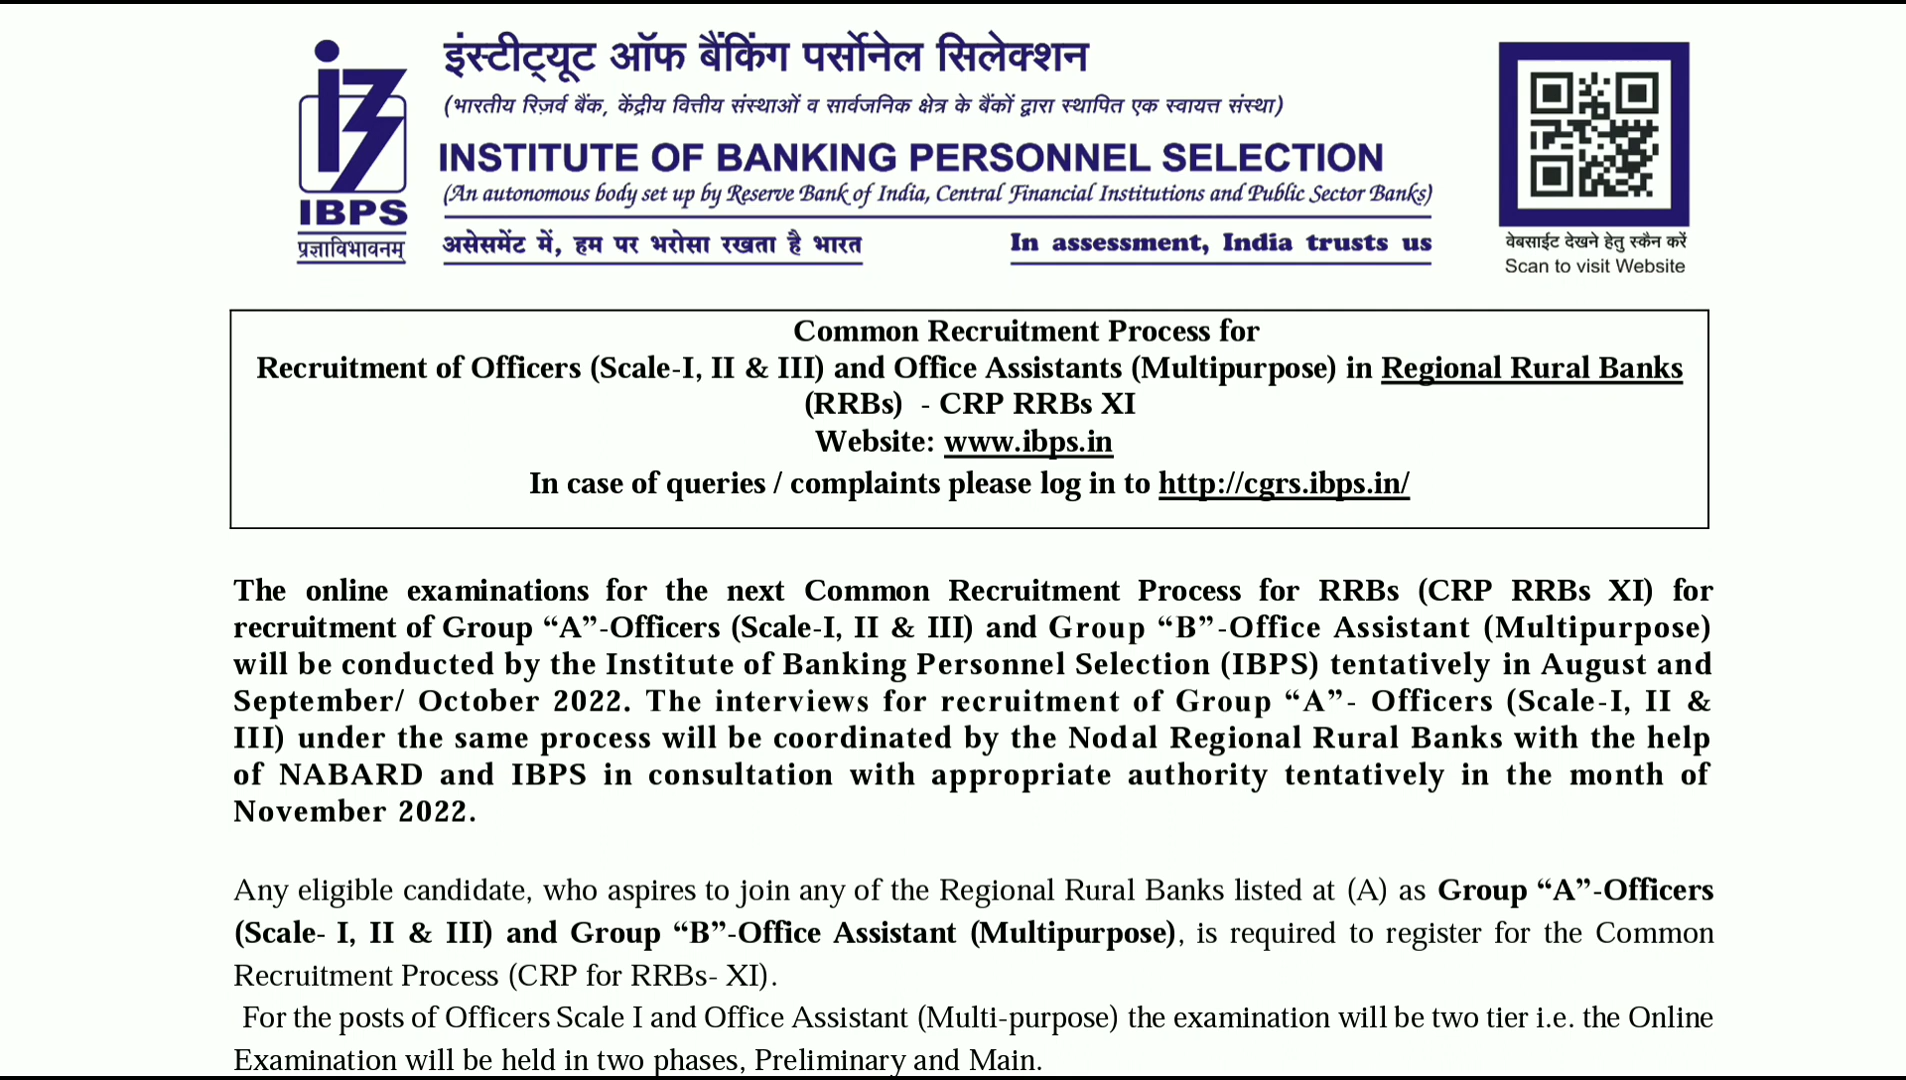 इंस्टीट्यूट ऑफ बैंकिंग पर्सोनेल सिलेक्शन
(भारतीय रिज़र्व बैंक, केंद्रीय वित्तीय संस्थाओं व सार्वजनिक क्षेत्र के बैंकों द्वारा स्थापित एक स्वायत्त संस्था)
INSTITUTE OF BANKING PERSONNEL SELECTION
(An autonomous body set up by Reserve Bank of India, Central Financial Institutions and Public Sector Banks)
IBPS
प्रज्ञाविभावनम्
असेसमेंट में, हम पर भरोसा रखता है भारत
In assessment, India trusts us
वेबसाईट देखने हेतु स्कैन करें
Scan to visit Website
Common Recruitment Process for
Recruitment of Officers (Scale-I, II & III) and Office Assistants (Multipurpose) in Regional Rural Banks
(RRBs) - CRP RRBs XI
Website: www.ibps.in
In case of queries / complaints please log in to http://cgrs.ibps.in/
The online examinations for the next Common Recruitment Process for RRBs (CRP RRBs XI) for
recruitment of Group “A”-Officers (Scale-I, II & III) and Group “B”-Office Assistant (Multipurpose)
will be conducted by the Institute of Banking Personnel Selection (IBPS) tentatively in August and
September/ October 2022. The interviews for recruitment of Group “A”- Officers (Scale-I, II &
III) under the same process will be coordinated by the Nodal Regional Rural Banks with the help
of NABARD and IBPS in consultation with appropriate authority tentatively in the month of
November 2022.
Any eligible candidate, who aspires to join any of the Regional Rural Banks listed at (A) as Group “A”-Officers
(Scale- I, II & III) and Group “B”-Office Assistant (Multipurpose), is required to register for the Common
Recruitment Process (CRP for RRBs- XI).
For the posts of Officers Scale I and Office Assistant (Multi-purpose) the examination will be two tier i.e. the Online
Examination will be held in two phases, Preliminary and Main.